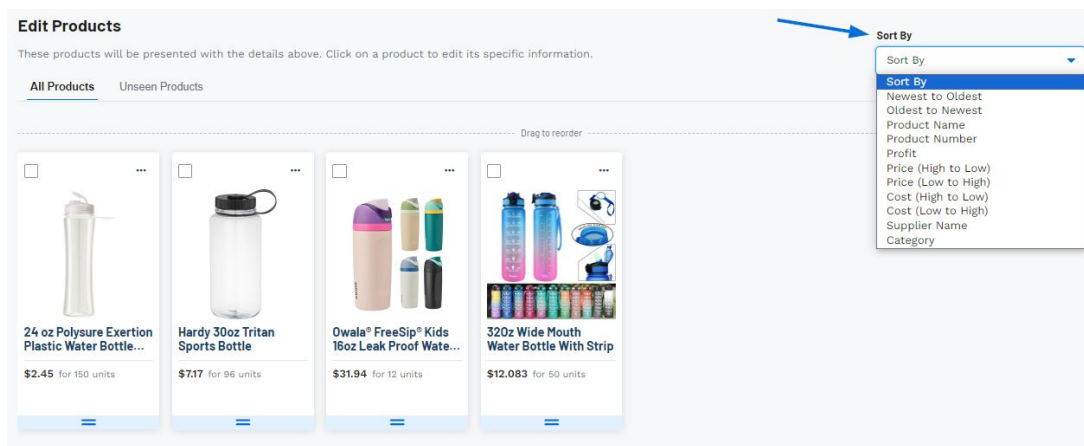 Edit Products
These products will be presented with the details above. Click on a product to edit its specific information.
All Products
Unseen Products
Sort By
Sort By
Sort By
Newest to Oldest
Oldest to Newest
Product Name
Product Number
Profit
Price (High to Low)
Price (Low to High)
Cost (High to Low)
Cost (Low to High)
Supplier Name
Category
Drag to reorder
24 oz Polysure Exertion
Plastic Water Bottle...
$2.45 for 150 units
Hardy 30oz Tritan
Sports Bottle
$7.17 for 96 units
Owala® FreeSip® Kids
16oz Leak Proof Wate...
$31.94 for 12 units
32Oz Wide Mouth
Water Bottle With Strip
$12.083 for 50 units